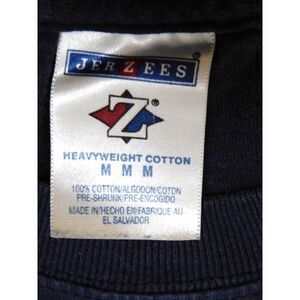 JERZEES
Z®
HEAVYWEIGHT COTTON
M M M
100% COTTON/ALGODON/COTON
PRE-SHRUNK/PRE-ENCOGIDO
MADE IN/HECHO EN/FABRIQUE AU
EL SALVADOR